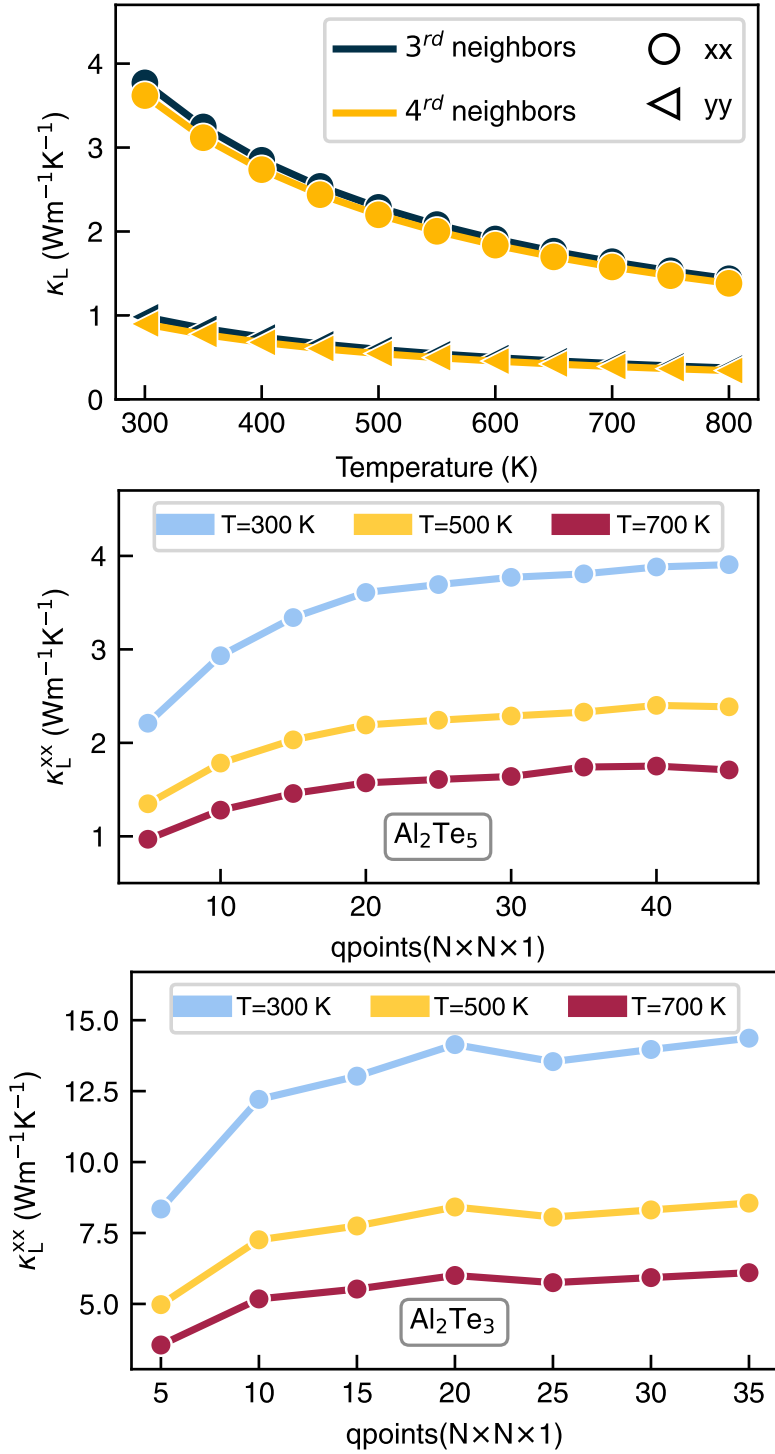 3rd neighbors xx
4rd neighbors yy
κL (Wm−1K−1)
4
3
2
1
0
300 400 500 600 700 800
Temperature (K)
T=300 K T=500 K T=700 K
κLxx (Wm−1K−1)
4
3
2
1
Al2Te5
10 20 30 40
qpoints(N×N×1)
T=300 K T=500 K T=700 K
κLxx (Wm−1K−1)
15.0
12.5
10.0
7.5
5.0
Al2Te3
5 10 15 20 25 30 35
qpoints(N×N×1)